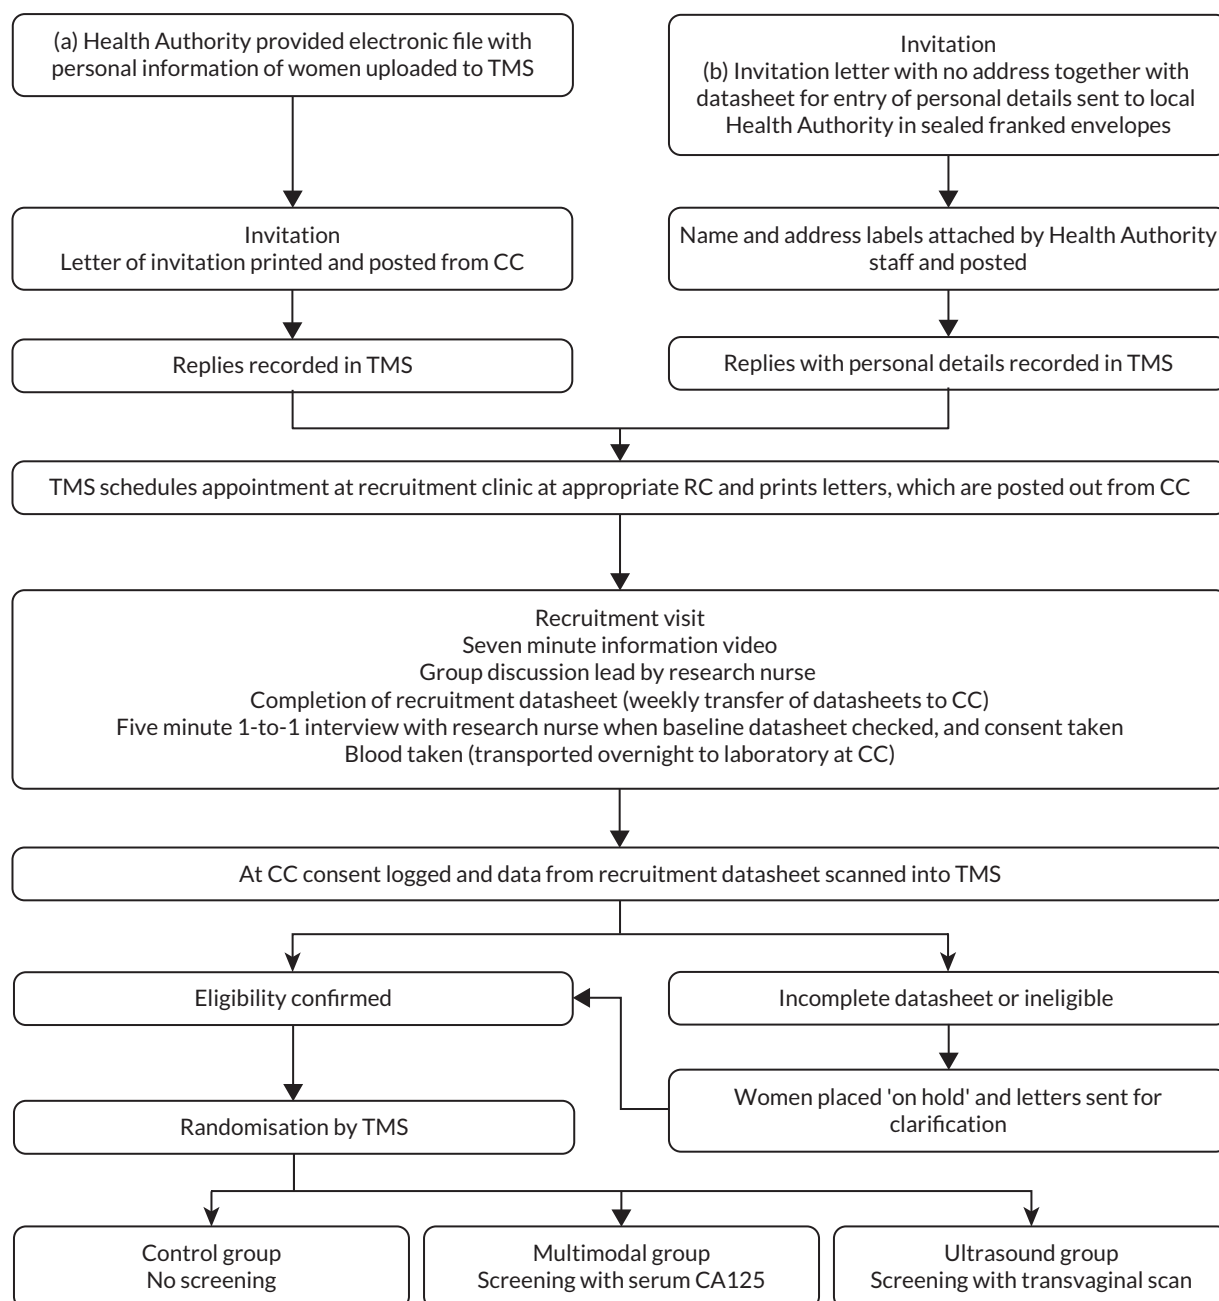 (a) Health Authority provided electronic file with
personal information of women uploaded to TMS
Invitation
(b) Invitation letter with no address together with
datasheet for entry of personal details sent to local
Health Authority in sealed franked envelopes
Invitation
Letter of invitation printed and posted from CC
Name and address labels attached by Health Authority
staff and posted
Replies recorded in TMS
Replies with personal details recorded in TMS
TMS schedules appointment at recruitment clinic at appropriate RC and prints letters, which are posted out from CC
Recruitment visit
Seven minute information video
Group discussion lead by research nurse
Completion of recruitment datasheet (weekly transfer of datasheets to CC)
Five minute 1-to-1 interview with research nurse when baseline datasheet checked, and consent taken
Blood taken (transported overnight to laboratory at CC)
At CC consent logged and data from recruitment datasheet scanned into TMS
Eligibility confirmed
Incomplete datasheet or ineligible
Women placed 'on hold' and letters sent for
clarification
Randomisation by TMS
Control group
No screening
Multimodal group
Screening with serum CA125
Ultrasound group
Screening with transvaginal scan